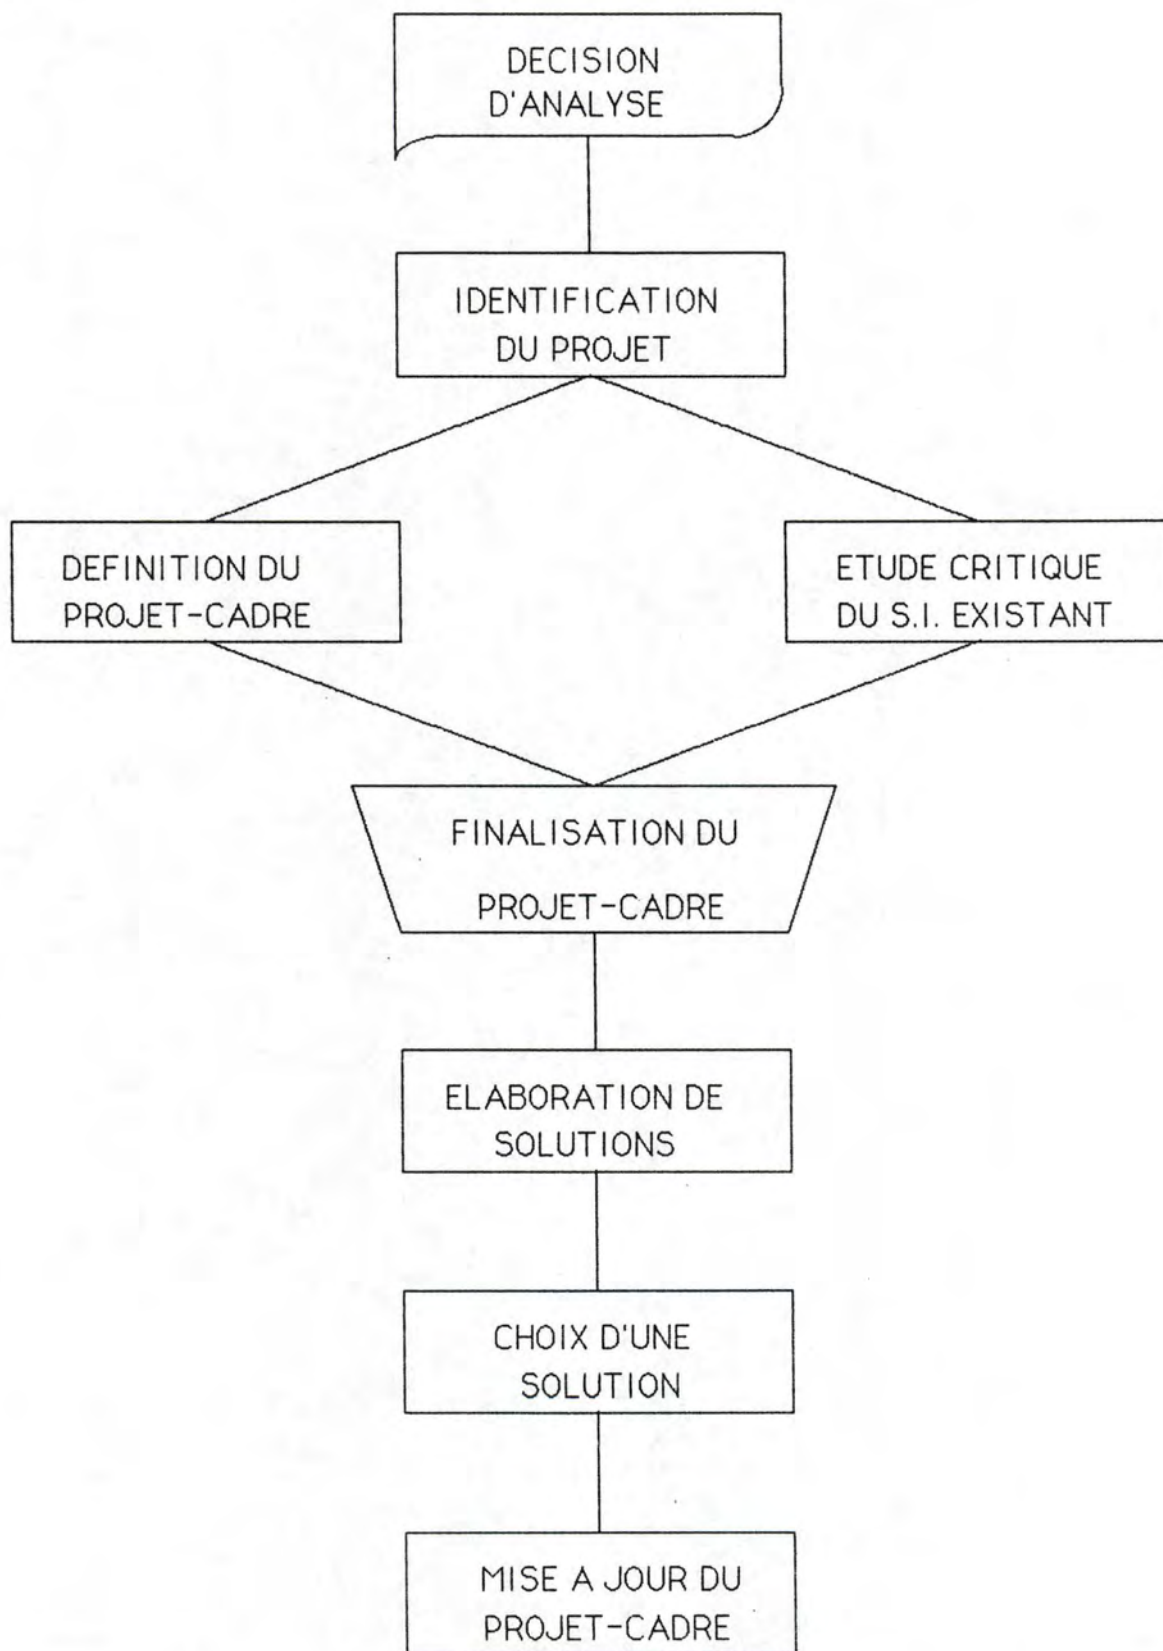 DECISION
D'ANALYSE
IDENTIFICATION
DU PROJET
DEFINITION DU
PROJET-CADRE
ETUDE CRITIQUE
DU S.I. EXISTANT
FINALISATION DU
PROJET-CADRE
ELABORATION DE
SOLUTIONS
CHOIX D'UNE
SOLUTION
MISE A JOUR DU
PROJET-CADRE